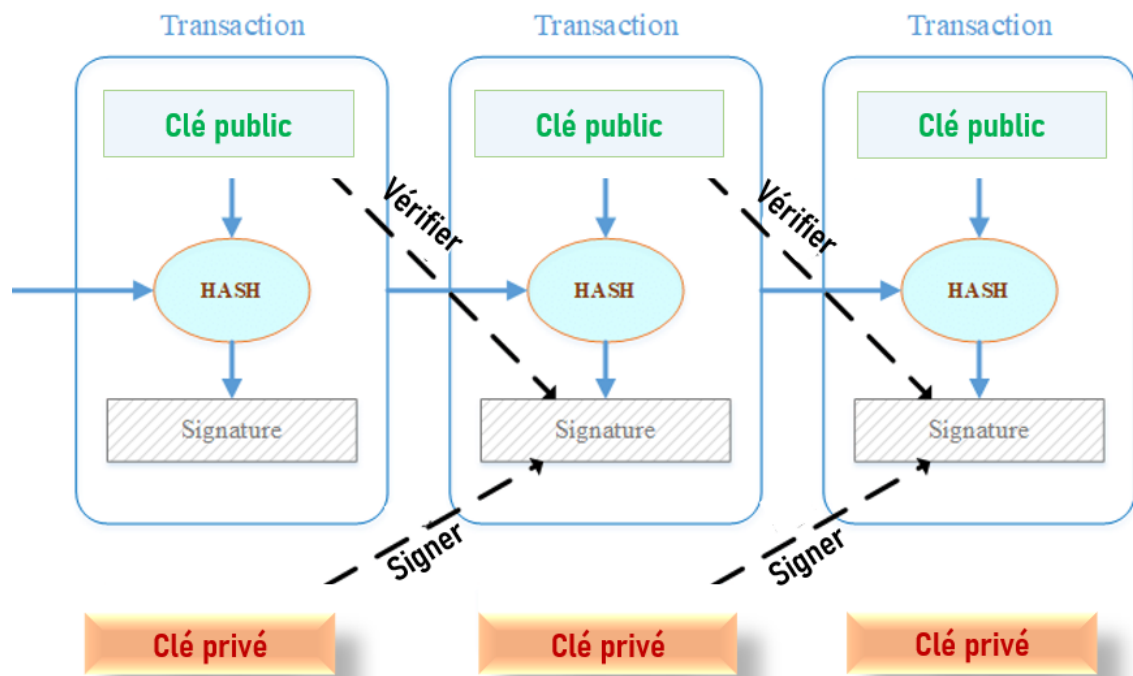 Transaction
Transaction
Transaction
Clé public
Clé public
Clé public
Vérifier
Vérifier
HASH
HASH
HASH
Signature
Signature
Signature
Signer
Signer
Clé privé
Clé privé
Clé privé